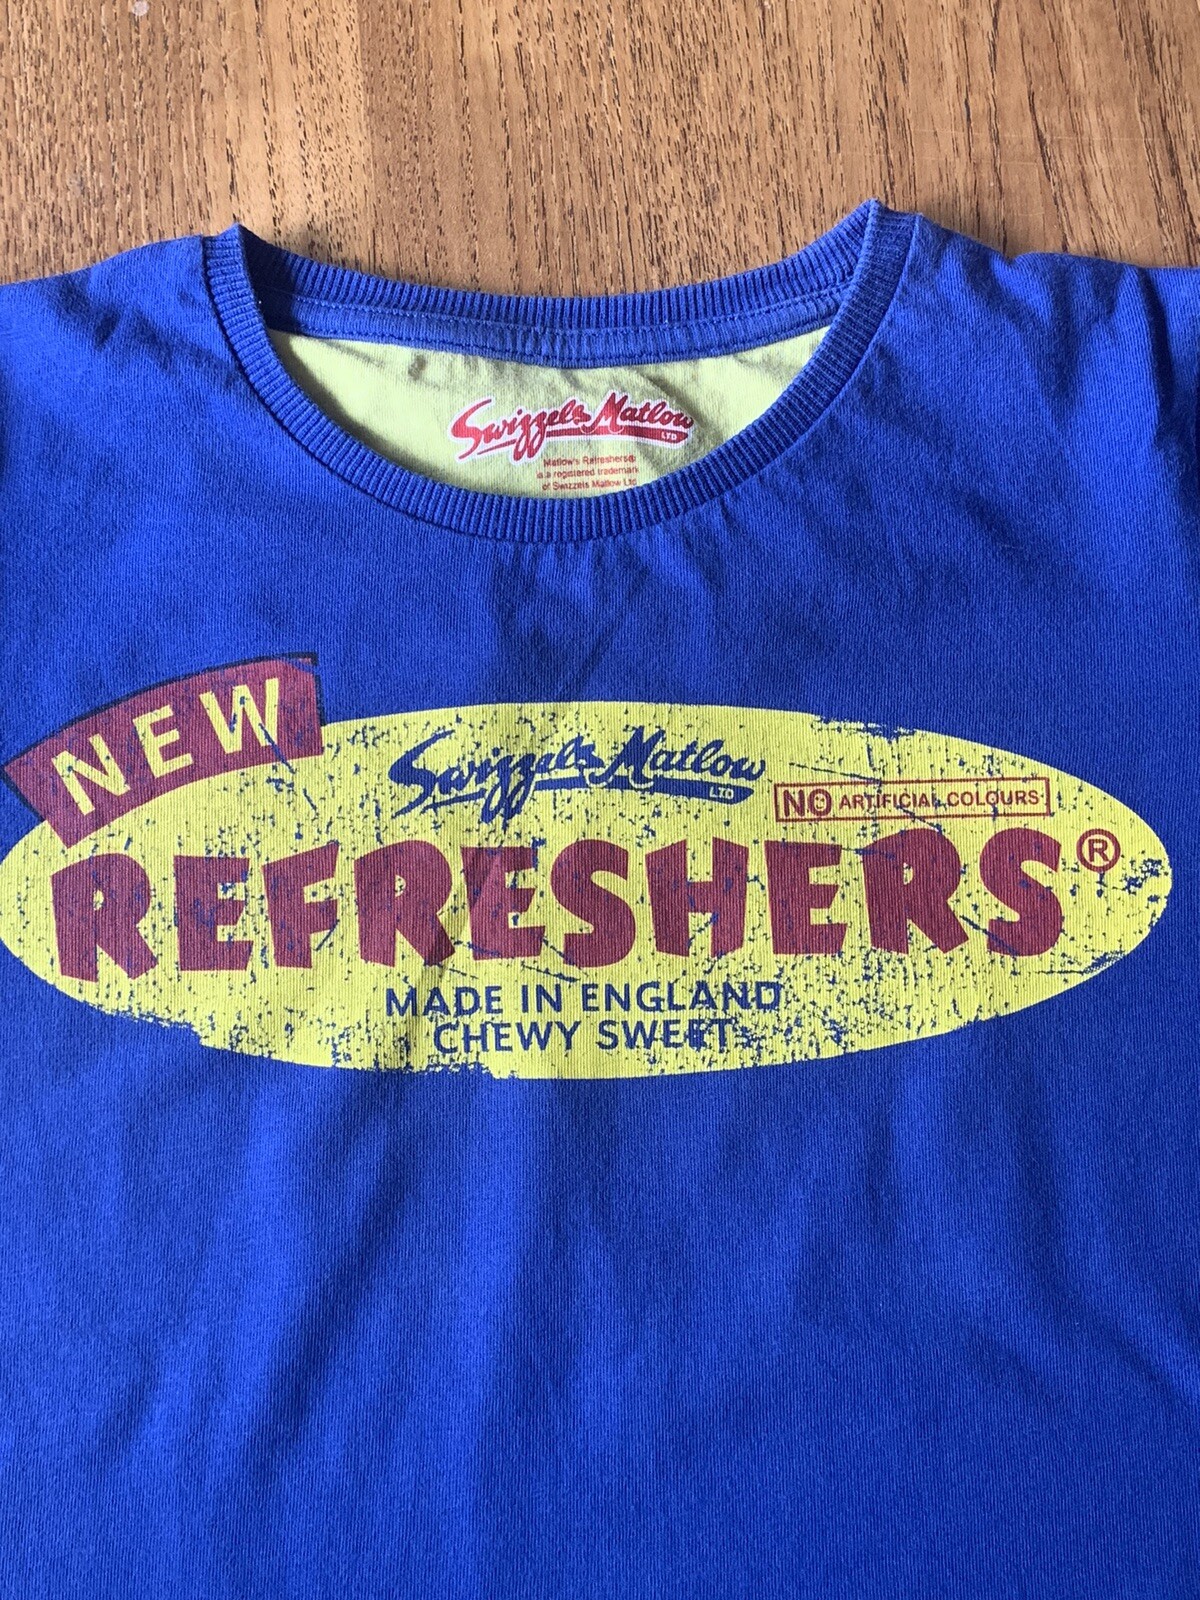 Swizzels Matlow
LTD
Matlow's Refreshers®
is a registered trademark
of Swizzels Matlow Ltd
NEW
Swizzels Matlow
LTD
NO ARTIFICIAL COLOURS
REFRESHERS®
MADE IN ENGLAND
CHEWY SWEETS